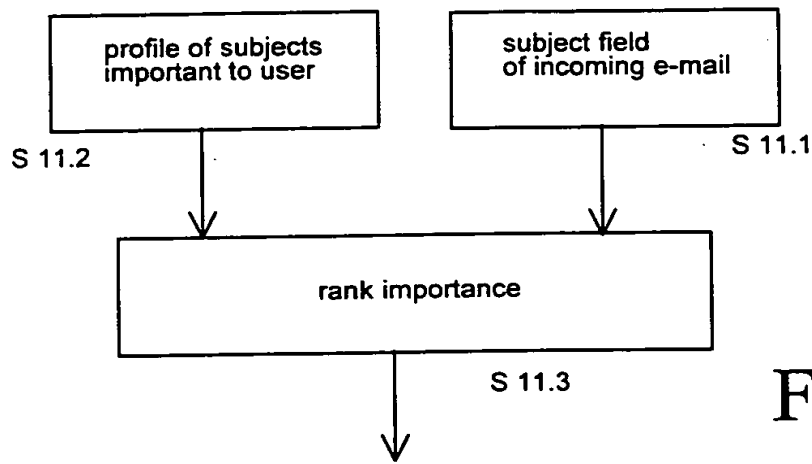 profile of subjects
important to user
subject field
of incoming e-mail
S 11.2
S 11.1
rank importance
S 11.3
F